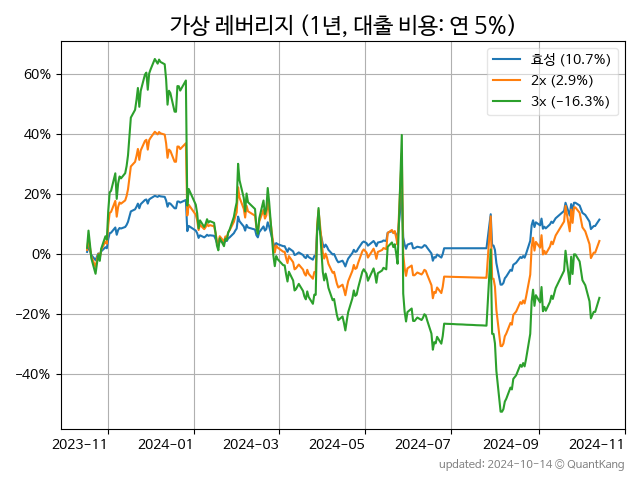 가상 레버리지 (1년, 대출 비용: 연 5%)
효성 (10.7%)
2x (2.9%)
3x (−16.3%)
60%
40%
20%
0%
−20%
−40%
2023-11
2024-01
2024-03
2024-05
2024-07
2024-09
2024-11
updated: 2024-10-14 © QuantKang